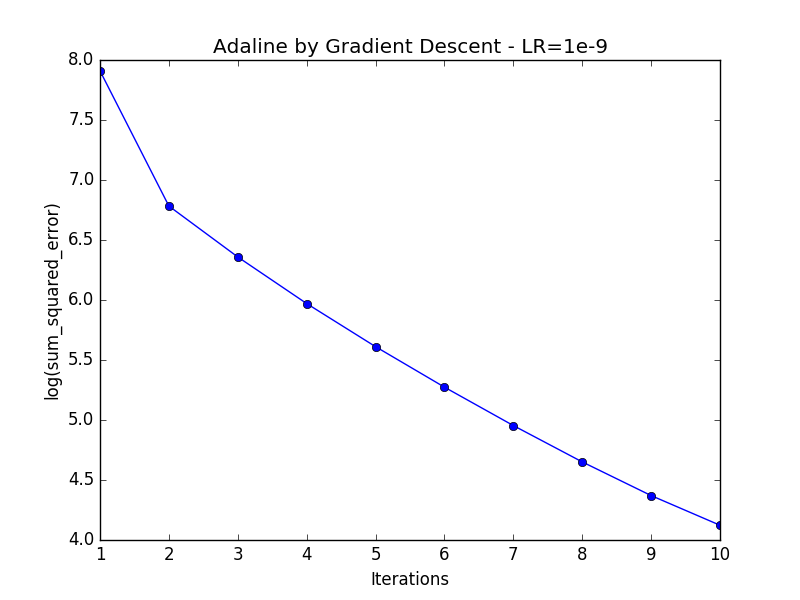 Adaline by Gradient Descent - LR=1e-9
8.0
7.5
7.0
6.5
6.0
5.5
5.0
4.5
4.0
log(sum_squared_error)
1 2 3 4 5 6 7 8 9 10
Iterations